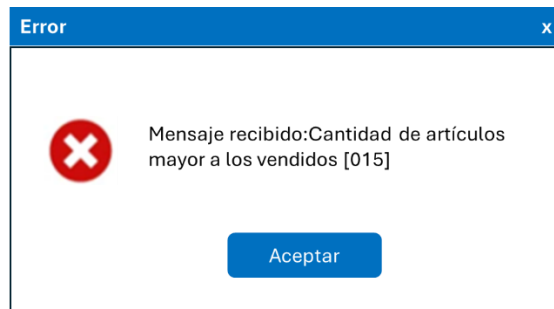 Error x
Mensaje recibido:Cantidad de artículos
mayor a los vendidos [015]
Aceptar